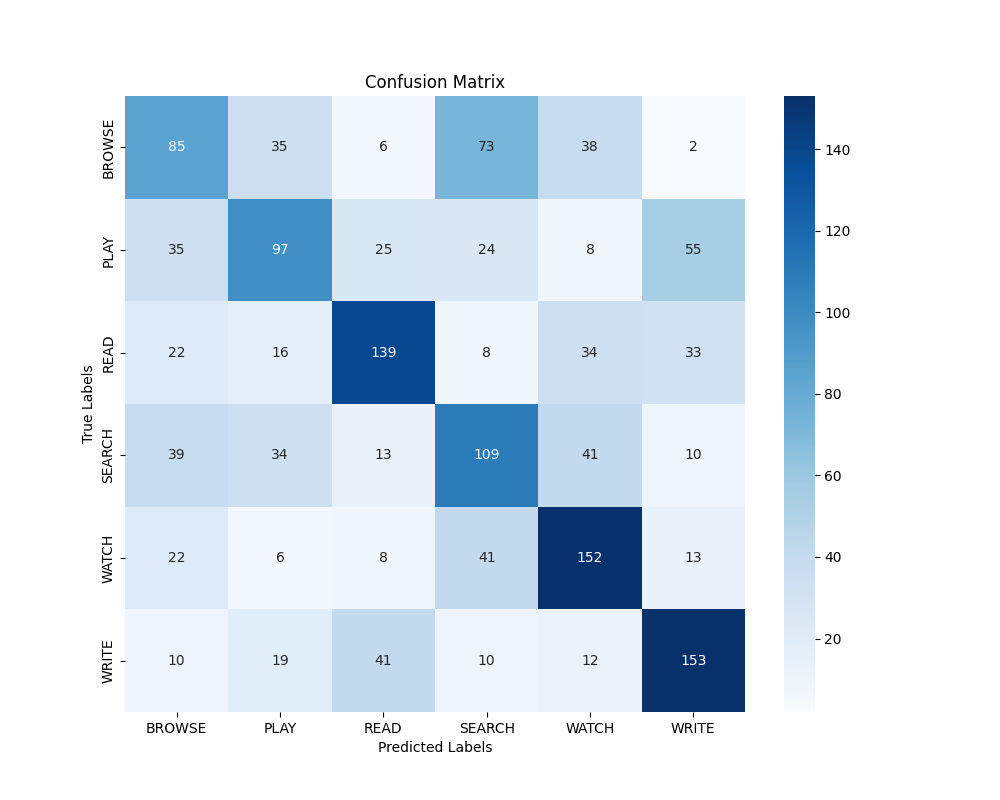 Confusion Matrix
BROWSE 85 35 6 73 38 2
PLAY 35 97 25 24 8 55
READ 22 16 139 8 34 33
SEARCH 39 34 13 109 41 10
WATCH 22 6 8 41 152 13
WRITE 10 19 41 10 12 153
BROWSE PLAY READ SEARCH WATCH WRITE
Predicted Labels
True Labels
140
120
100
80
60
40
20